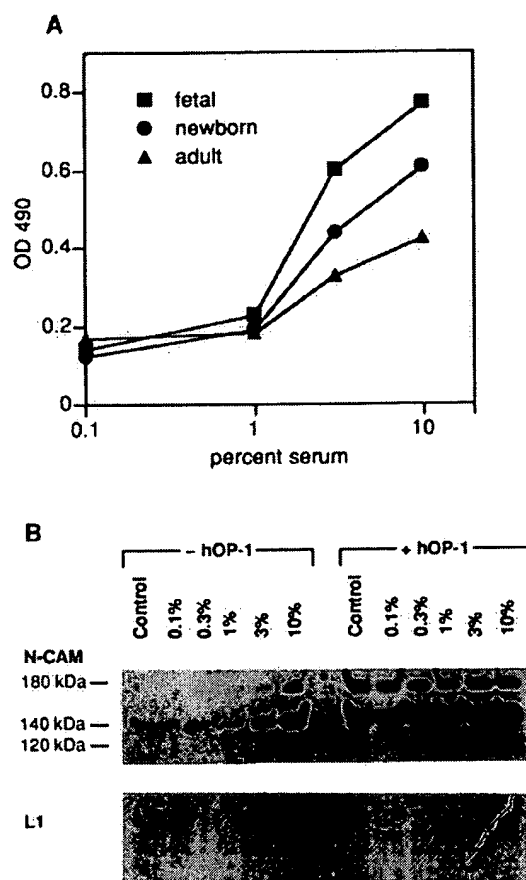 A
0.8
0.6
0.4
0.2
0
OD 490
fetal
newborn
adult
0.1 1 10
percent serum
B
– hOP-1 + hOP-1
Control 0.1% 0.3% 1% 3% 10% Control 0.1% 0.3% 1% 3% 10%
N-CAM
180 kDa
140 kDa
120 kDa
L1